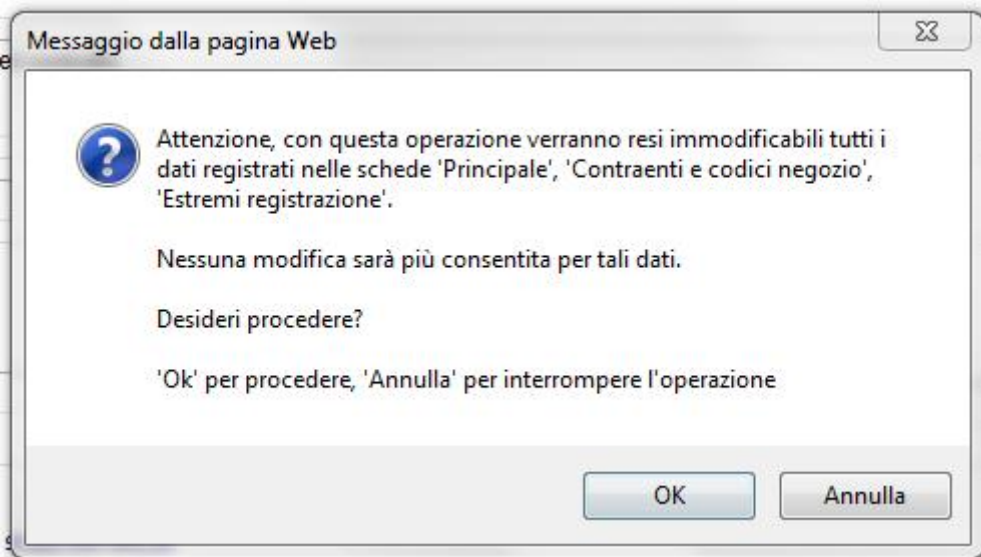 Messaggio dalla pagina Web
Attenzione, con questa operazione verranno resi immodificabili tutti i
dati registrati nelle schede 'Principale', 'Contraenti e codici negozio',
'Estremi registrazione'.
Nessuna modifica sarà più consentita per tali dati.
Desideri procedere?
'Ok' per procedere, 'Annulla' per interrompere l'operazione
OK
Annulla